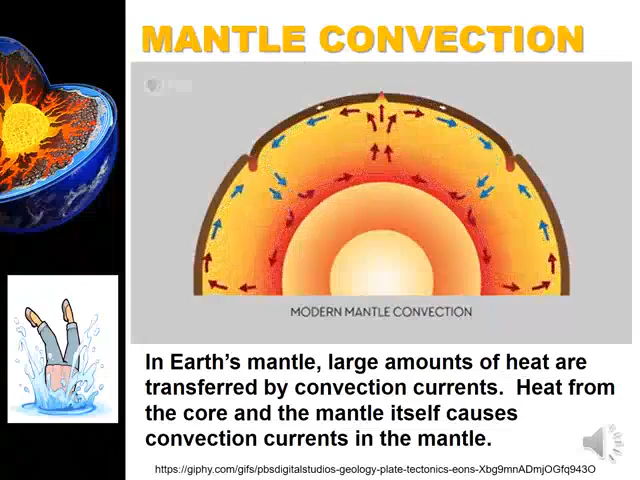 MANTLE CONVECTION
MODERN MANTLE CONVECTION
In Earth's mantle, large amounts of heat are
transferred by convection currents.  Heat from
the core and the mantle itself causes
convection currents in the mantle.
https://giphy.com/gifs/pbsdigitalstudios-geology-plate-tectonics-eons-Xbg9mnADmjOGfq943O